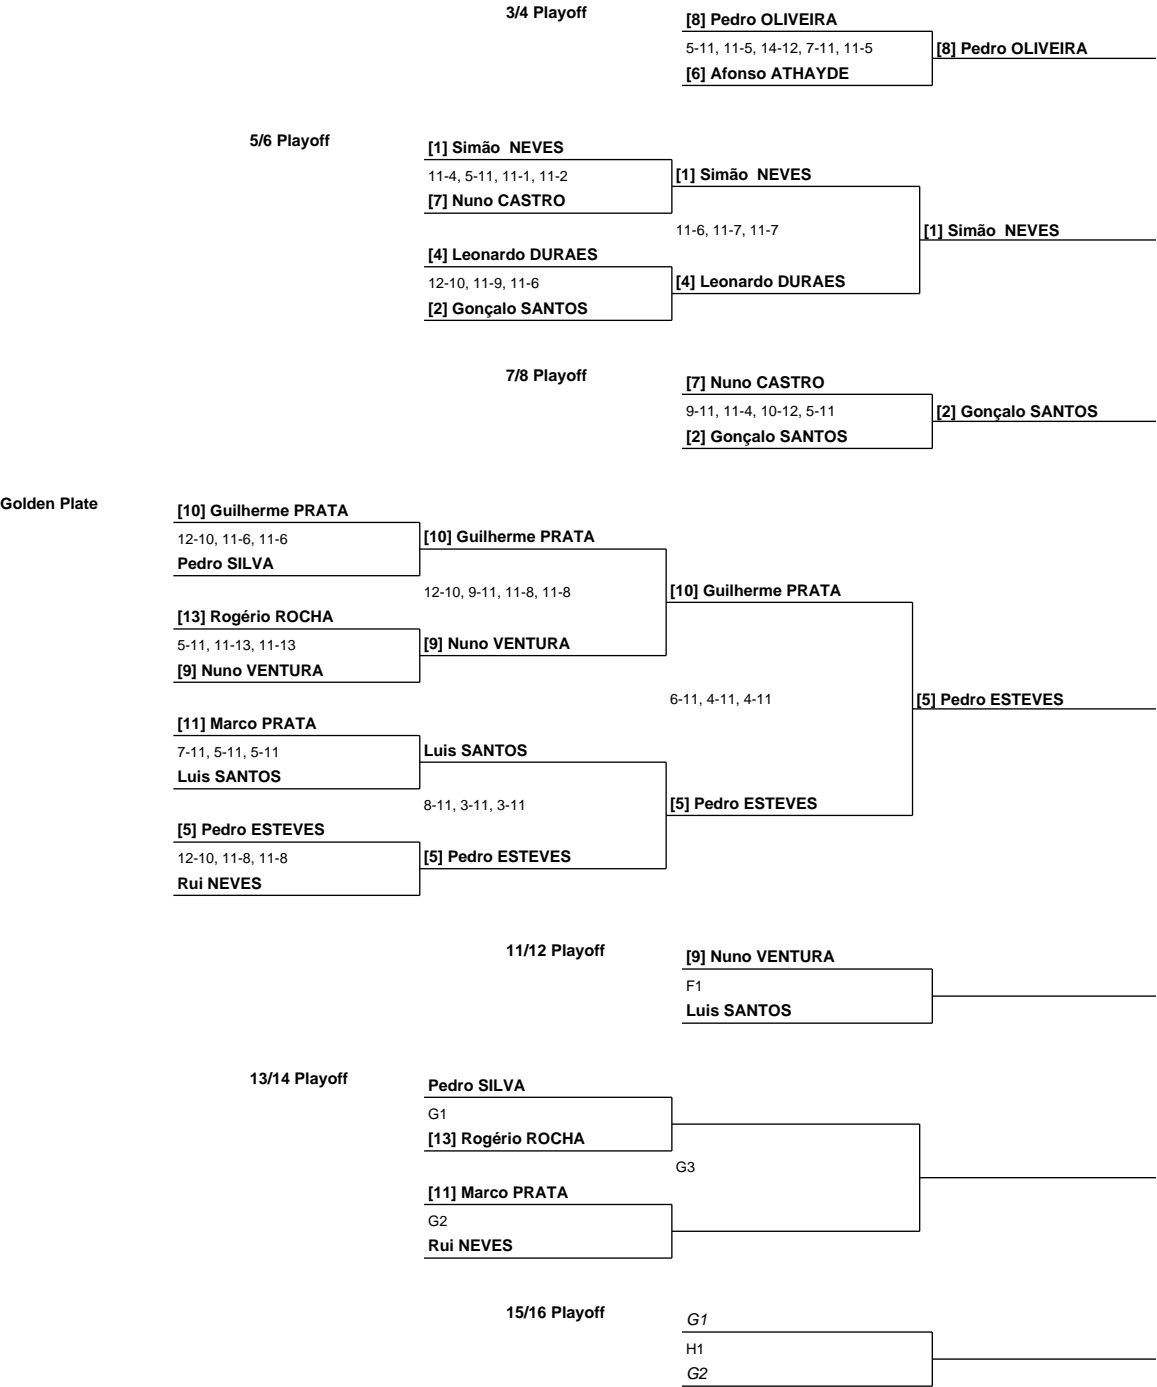 3/4 Playoff
[8] Pedro OLIVEIRA
5-11, 11-5, 14-12, 7-11, 11-5
[8] Pedro OLIVEIRA
[6] Afonso ATHAYDE
5/6 Playoff
[1] Simão  NEVES
11-4, 5-11, 11-1, 11-2
[1] Simão  NEVES
[7] Nuno CASTRO
11-6, 11-7, 11-7
[1] Simão  NEVES
[4] Leonardo DURAES
12-10, 11-9, 11-6
[4] Leonardo DURAES
[2] Gonçalo SANTOS
7/8 Playoff
[7] Nuno CASTRO
9-11, 11-4, 10-12, 5-11
[2] Gonçalo SANTOS
[2] Gonçalo SANTOS
Golden Plate
[10] Guilherme PRATA
12-10, 11-6, 11-6
[10] Guilherme PRATA
Pedro SILVA
12-10, 9-11, 11-8, 11-8
[10] Guilherme PRATA
[13] Rogério ROCHA
5-11, 11-13, 11-13
[9] Nuno VENTURA
[9] Nuno VENTURA
6-11, 4-11, 4-11
[5] Pedro ESTEVES
[11] Marco PRATA
7-11, 5-11, 5-11
Luis SANTOS
Luis SANTOS
8-11, 3-11, 3-11
[5] Pedro ESTEVES
[5] Pedro ESTEVES
12-10, 11-8, 11-8
[5] Pedro ESTEVES
Rui NEVES
11/12 Playoff
[9] Nuno VENTURA
F1
Luis SANTOS
13/14 Playoff
Pedro SILVA
G1
[13] Rogério ROCHA
G3
[11] Marco PRATA
G2
Rui NEVES
15/16 Playoff
G1
H1
G2